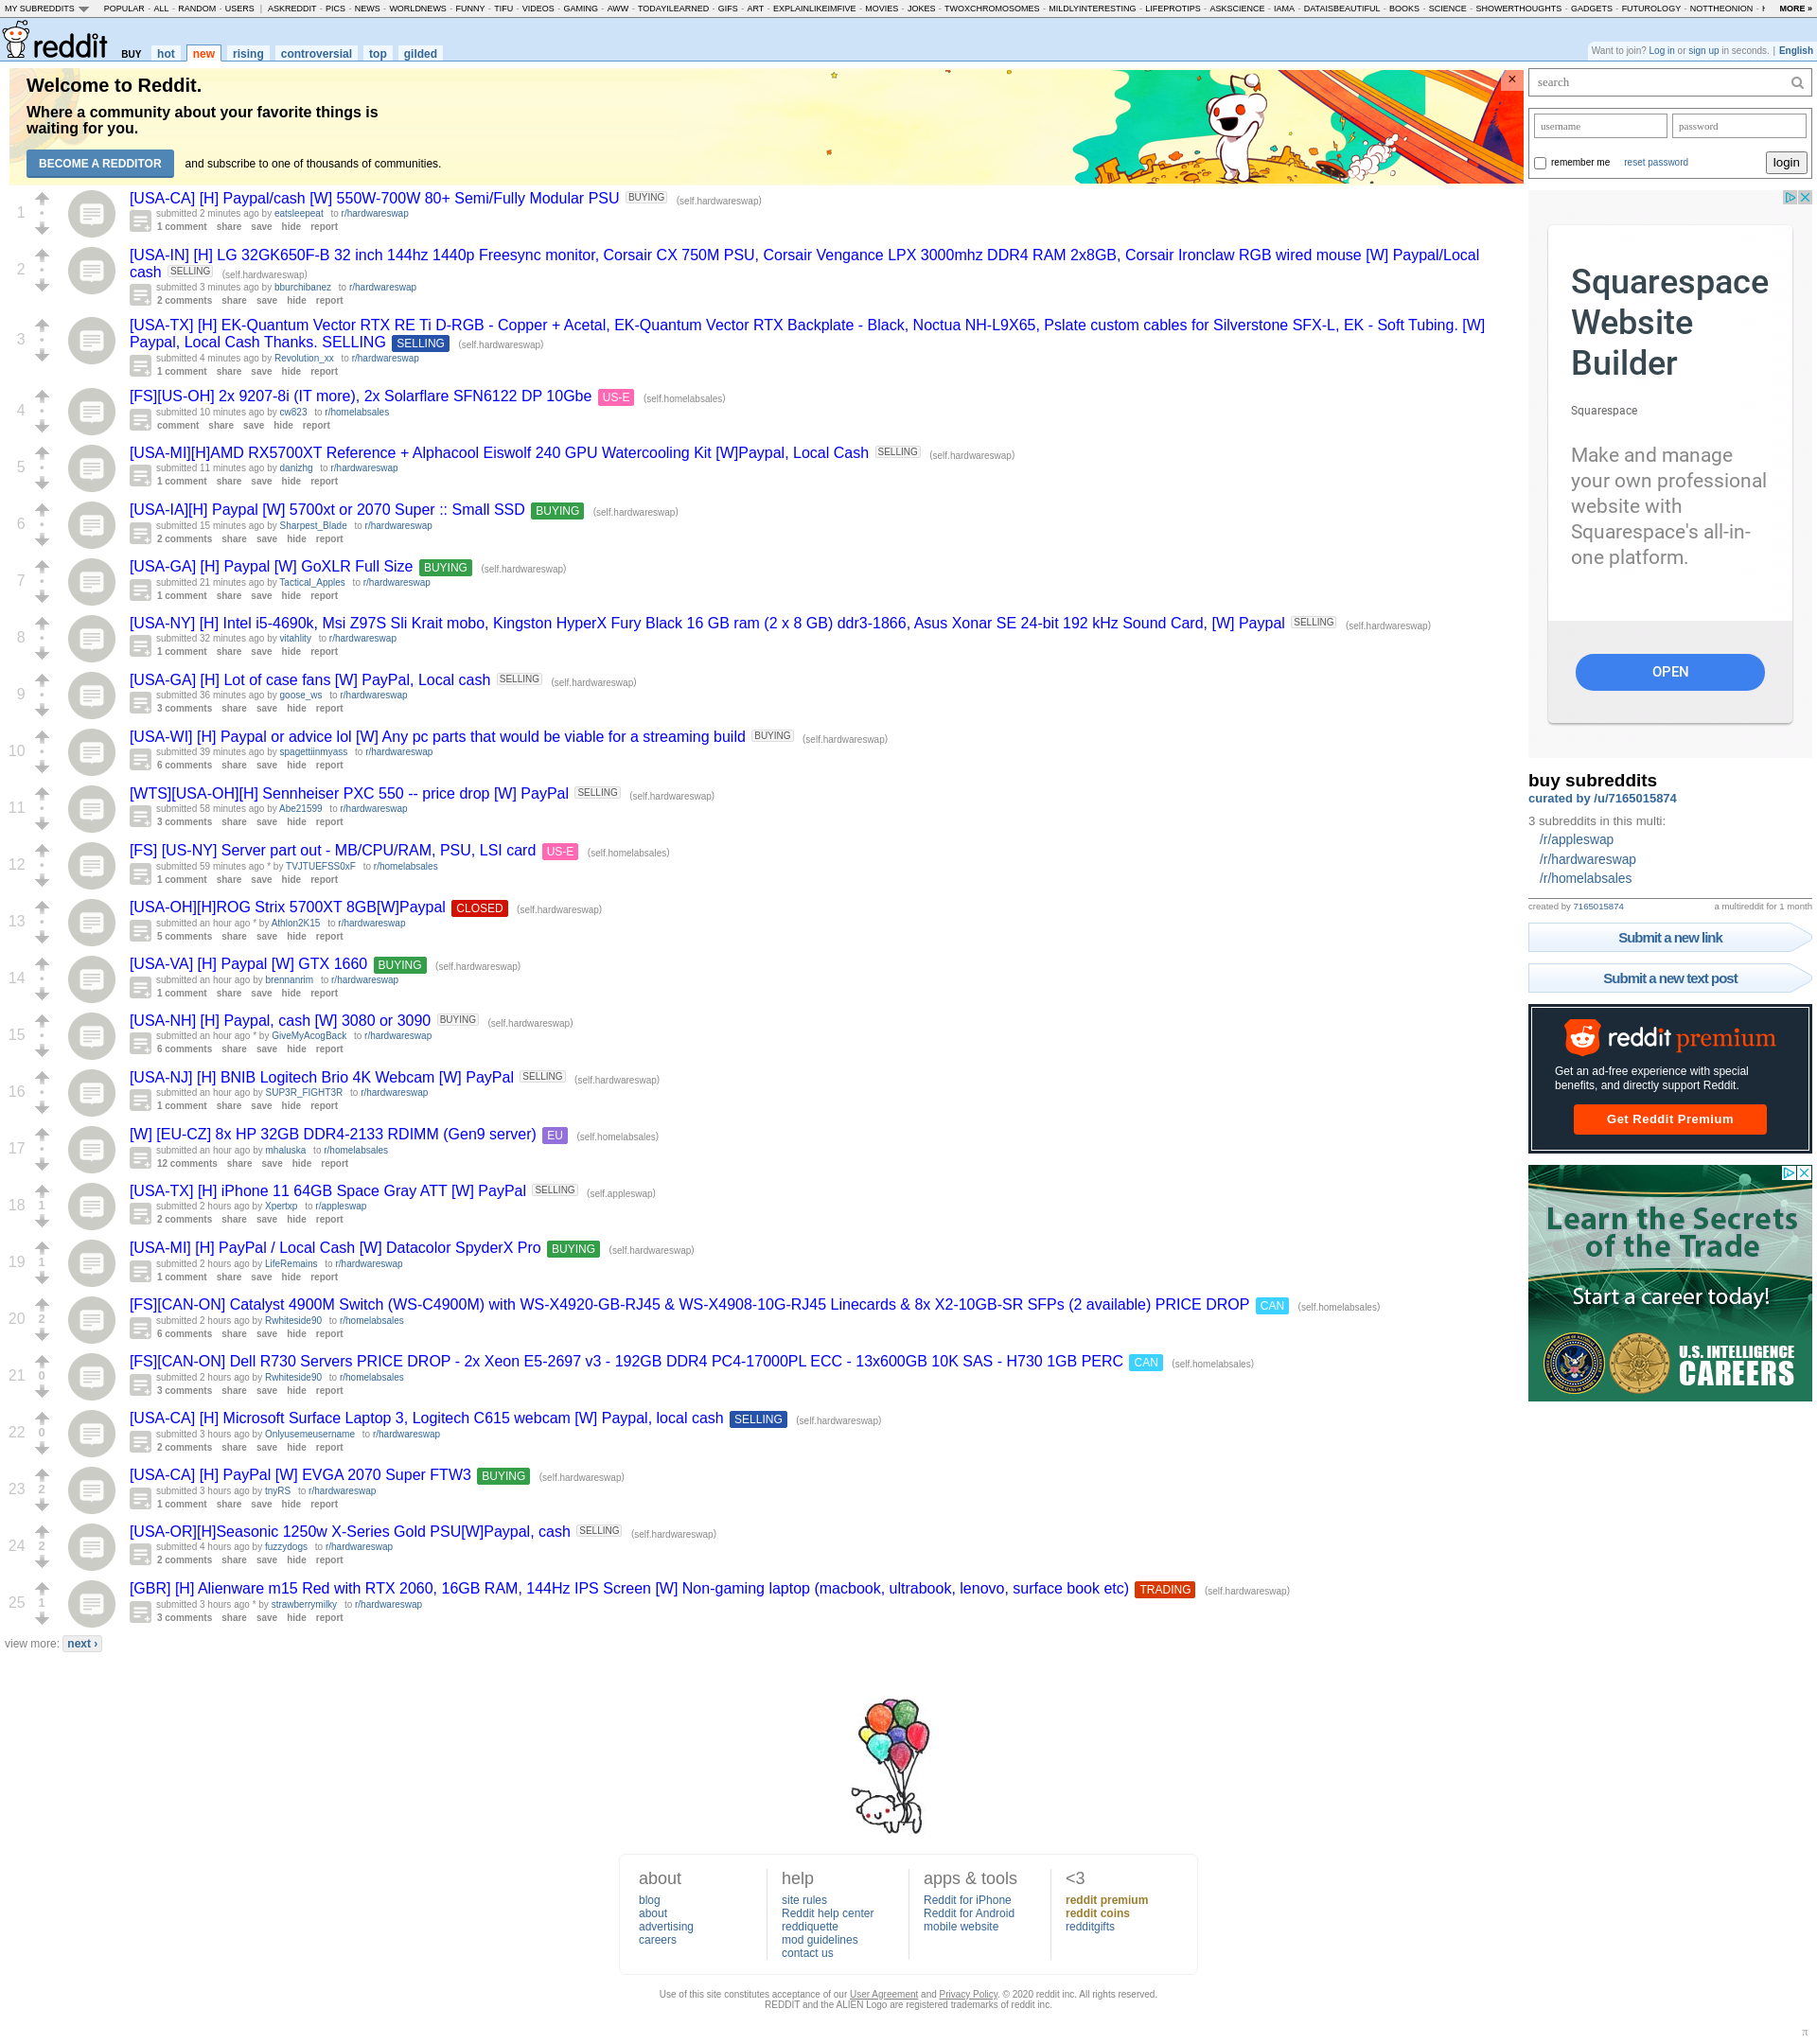 MY SUBREDDITS POPULAR - ALL - RANDOM - USERS | ASKREDDIT - PICS - NEWS - WORLDNEWS - FUNNY - TIFU - VIDEOS - GAMING - AWW - TODAYILEARNED - GIFS - ART - EXPLAINLIKEIMFIVE - MOVIES - JOKES - TWOXCHROMOSOMES - MILDLYINTERESTING - LIFEPROTIPS - ASKSCIENCE - IAMA - DATAISBEAUTIFUL - BOOKS - SCIENCE - SHOWERTHOUGHTS - GADGETS - FUTUROLOGY - NOTTHEONION - MORE »
reddit BUY hot new rising controversial top gilded
Want to join? Log in or sign up in seconds. | English
Welcome to Reddit.
Where a community about your favorite things is
waiting for you.
BECOME A REDDITOR and subscribe to one of thousands of communities.
1
[USA-CA] [H] Paypal/cash [W] 550W-700W 80+ Semi/Fully Modular PSU BUYING (self.hardwareswap)
submitted 2 minutes ago by eatsleepeat to r/hardwareswap
1 comment share save hide report
2
[USA-IN] [H] LG 32GK650F-B 32 inch 144hz 1440p Freesync monitor, Corsair CX 750M PSU, Corsair Vengance LPX 3000mhz DDR4 RAM 2x8GB, Corsair Ironclaw RGB wired mouse [W] Paypal/Local
cash SELLING (self.hardwareswap)
submitted 3 minutes ago by bburchibanez to r/hardwareswap
2 comments share save hide report
3
[USA-TX] [H] EK-Quantum Vector RTX RE Ti D-RGB - Copper + Acetal, EK-Quantum Vector RTX Backplate - Black, Noctua NH-L9X65, Pslate custom cables for Silverstone SFX-L, EK - Soft Tubing. [W]
Paypal, Local Cash Thanks. SELLING SELLING (self.hardwareswap)
submitted 4 minutes ago by Revolution_xx to r/hardwareswap
1 comment share save hide report
4
[FS][US-OH] 2x 9207-8i (IT more), 2x Solarflare SFN6122 DP 10Gbe US-E (self.homelabsales)
submitted 10 minutes ago by cw823 to r/homelabsales
comment share save hide report
5
[USA-MI][H]AMD RX5700XT Reference + Alphacool Eiswolf 240 GPU Watercooling Kit [W]Paypal, Local Cash SELLING (self.hardwareswap)
submitted 11 minutes ago by danizhg to r/hardwareswap
1 comment share save hide report
6
[USA-IA][H] Paypal [W] 5700xt or 2070 Super :: Small SSD BUYING (self.hardwareswap)
submitted 15 minutes ago by Sharpest_Blade to r/hardwareswap
2 comments share save hide report
7
[USA-GA] [H] Paypal [W] GoXLR Full Size BUYING (self.hardwareswap)
submitted 21 minutes ago by Tactical_Apples to r/hardwareswap
1 comment share save hide report
8
[USA-NY] [H] Intel i5-4690k, Msi Z97S Sli Krait mobo, Kingston HyperX Fury Black 16 GB ram (2 x 8 GB) ddr3-1866, Asus Xonar SE 24-bit 192 kHz Sound Card, [W] Paypal SELLING (self.hardwareswap)
submitted 32 minutes ago by vitahlity to r/hardwareswap
1 comment share save hide report
9
[USA-GA] [H] Lot of case fans [W] PayPal, Local cash SELLING (self.hardwareswap)
submitted 36 minutes ago by goose_ws to r/hardwareswap
3 comments share save hide report
10
[USA-WI] [H] Paypal or advice lol [W] Any pc parts that would be viable for a streaming build BUYING (self.hardwareswap)
submitted 39 minutes ago by spagettiinmyass to r/hardwareswap
6 comments share save hide report
11
[WTS][USA-OH][H] Sennheiser PXC 550 -- price drop [W] PayPal SELLING (self.hardwareswap)
submitted 58 minutes ago by Abe21599 to r/hardwareswap
3 comments share save hide report
12
[FS] [US-NY] Server part out - MB/CPU/RAM, PSU, LSI card US-E (self.homelabsales)
submitted 59 minutes ago * by TVJTUEFSS0xF to r/homelabsales
1 comment share save hide report
13
[USA-OH][H]ROG Strix 5700XT 8GB[W]Paypal CLOSED (self.hardwareswap)
submitted an hour ago * by Athlon2K15 to r/hardwareswap
5 comments share save hide report
14
[USA-VA] [H] Paypal [W] GTX 1660 BUYING (self.hardwareswap)
submitted an hour ago by brennanrim to r/hardwareswap
1 comment share save hide report
15
[USA-NH] [H] Paypal, cash [W] 3080 or 3090 BUYING (self.hardwareswap)
submitted an hour ago * by GiveMyAcogBack to r/hardwareswap
6 comments share save hide report
16
[USA-NJ] [H] BNIB Logitech Brio 4K Webcam [W] PayPal SELLING (self.hardwareswap)
submitted an hour ago by SUP3R_FIGHT3R to r/hardwareswap
1 comment share save hide report
17
[W] [EU-CZ] 8x HP 32GB DDR4-2133 RDIMM (Gen9 server) EU (self.homelabsales)
submitted an hour ago by mhaluska to r/homelabsales
12 comments share save hide report
18 1
[USA-TX] [H] iPhone 11 64GB Space Gray ATT [W] PayPal SELLING (self.appleswap)
submitted 2 hours ago by Xpertxp to r/appleswap
2 comments share save hide report
19 1
[USA-MI] [H] PayPal / Local Cash [W] Datacolor SpyderX Pro BUYING (self.hardwareswap)
submitted 2 hours ago by LifeRemains to r/hardwareswap
1 comment share save hide report
20 2
[FS][CAN-ON] Catalyst 4900M Switch (WS-C4900M) with WS-X4920-GB-RJ45 & WS-X4908-10G-RJ45 Linecards & 8x X2-10GB-SR SFPs (2 available) PRICE DROP CAN (self.homelabsales)
submitted 2 hours ago by Rwhiteside90 to r/homelabsales
6 comments share save hide report
21 0
[FS][CAN-ON] Dell R730 Servers PRICE DROP - 2x Xeon E5-2697 v3 - 192GB DDR4 PC4-17000PL ECC - 13x600GB 10K SAS - H730 1GB PERC CAN (self.homelabsales)
submitted 2 hours ago by Rwhiteside90 to r/homelabsales
3 comments share save hide report
22 0
[USA-CA] [H] Microsoft Surface Laptop 3, Logitech C615 webcam [W] Paypal, local cash SELLING (self.hardwareswap)
submitted 3 hours ago by Onlyusemeusername to r/hardwareswap
2 comments share save hide report
23 2
[USA-CA] [H] PayPal [W] EVGA 2070 Super FTW3 BUYING (self.hardwareswap)
submitted 3 hours ago by tnyRS to r/hardwareswap
1 comment share save hide report
24 2
[USA-OR][H]Seasonic 1250w X-Series Gold PSU[W]Paypal, cash SELLING (self.hardwareswap)
submitted 4 hours ago by fuzzydogs to r/hardwareswap
2 comments share save hide report
25 1
[GBR] [H] Alienware m15 Red with RTX 2060, 16GB RAM, 144Hz IPS Screen [W] Non-gaming laptop (macbook, ultrabook, lenovo, surface book etc) TRADING (self.hardwareswap)
submitted 3 hours ago * by strawberrymilky to r/hardwareswap
3 comments share save hide report
view more: next ›
search
username password
remember me reset password login
Squarespace
Website
Builder
Squarespace
Make and manage
your own professional
website with
Squarespace's all-in-
one platform.
OPEN
buy subreddits
curated by /u/7165015874
3 subreddits in this multi:
/r/appleswap
/r/hardwareswap
/r/homelabsales
created by 7165015874 a multireddit for 1 month
Submit a new link
Submit a new text post
reddit premium
Get an ad-free experience with special
benefits, and directly support Reddit.
Get Reddit Premium
Learn the Secrets
of the Trade
Start a career today!
U.S. INTELLIGENCE
CAREERS
about
blog
about
advertising
careers
help
site rules
Reddit help center
reddiquette
mod guidelines
contact us
apps & tools
Reddit for iPhone
Reddit for Android
mobile website
<3
reddit premium
reddit coins
redditgifts
Use of this site constitutes acceptance of our User Agreement and Privacy Policy. © 2020 reddit inc. All rights reserved.
REDDIT and the ALIEN Logo are registered trademarks of reddit inc.
π